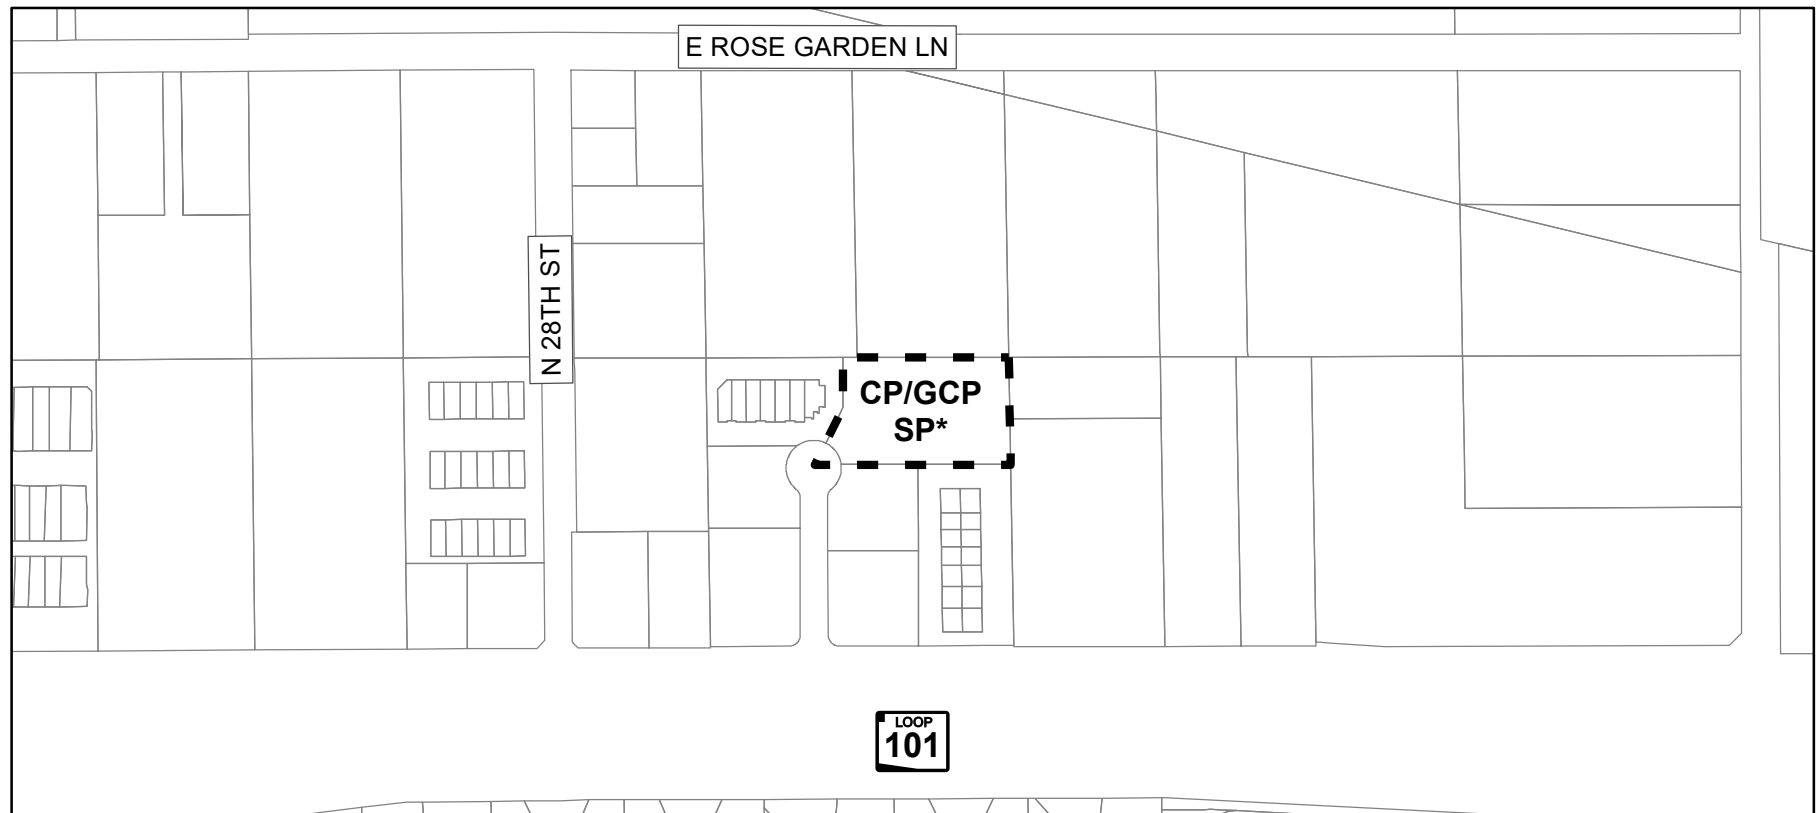 E ROSE GARDEN LN
N 28TH ST
CP/GCP
SP*
LOOP
101